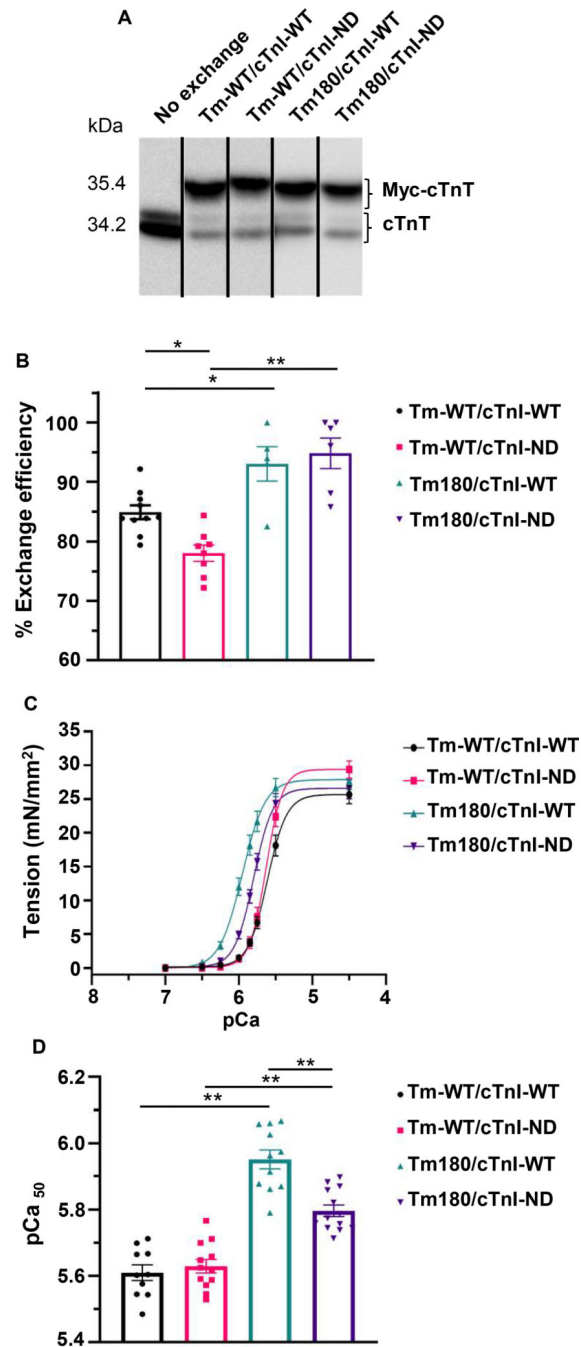 A
No exchange
Tm-WT/cTnI-WT
Tm-WT/cTnI-ND
Tm180/cTnI-WT
Tm180/cTnI-ND
kDa
35.4
34.2
Myc-cTnT
cTnT
B
*
**
*
% Exchange efficiency
100
90
80
70
60
Tm-WT/cTnI-WT
Tm-WT/cTnI-ND
Tm180/cTnI-WT
Tm180/cTnI-ND
C
Tension (mN/mm²)
35
30
25
20
15
10
5
0
8 7 6 5 4
pCa
Tm-WT/cTnI-WT
Tm-WT/cTnI-ND
Tm180/cTnI-WT
Tm180/cTnI-ND
D
**
**
**
pCa 50
6.2
6.0
5.8
5.6
5.4
Tm-WT/cTnI-WT
Tm-WT/cTnI-ND
Tm180/cTnI-WT
Tm180/cTnI-ND